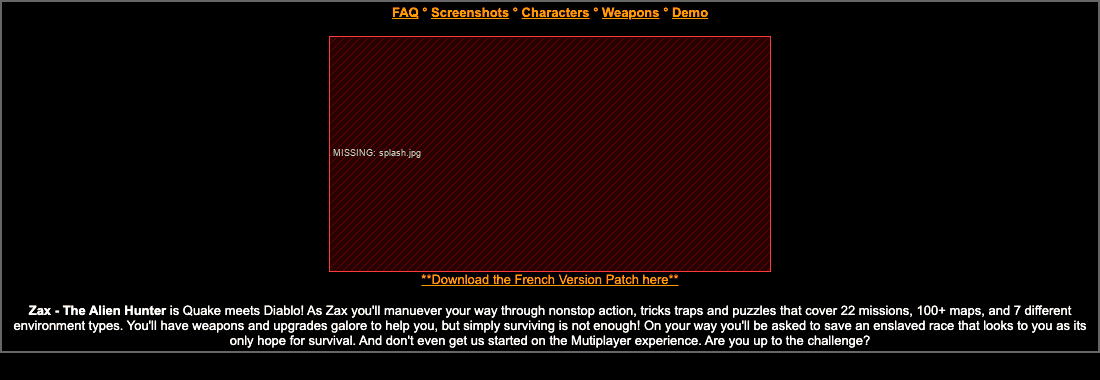 FAQ ° Screenshots ° Characters ° Weapons ° Demo
MISSING: splash.jpg
**Download the French Version Patch here**
Zax - The Alien Hunter is Quake meets Diablo! As Zax you'll manuever your way through nonstop action, tricks traps and puzzles that cover 22 missions, 100+ maps, and 7 different
environment types. You'll have weapons and upgrades galore to help you, but simply surviving is not enough! On your way you'll be asked to save an enslaved race that looks to you as its
only hope for survival. And don't even get us started on the Mutiplayer experience. Are you up to the challenge?